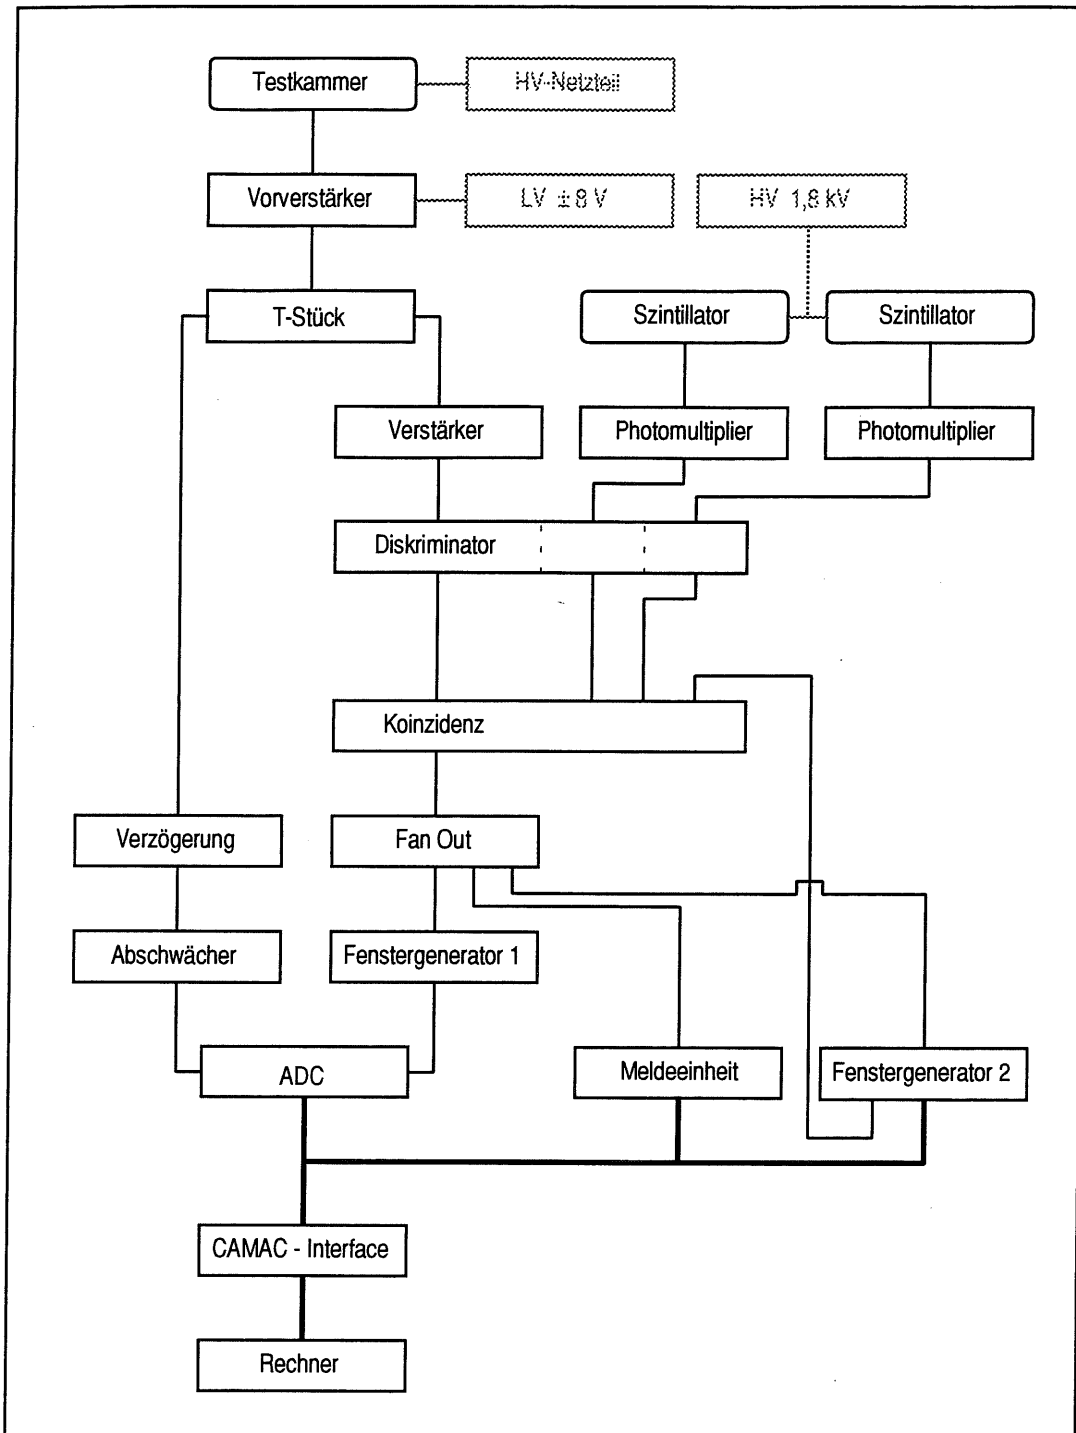 Testkammer
HV-Netzteil
Vorverstärker
LV ± 8 V
HV 1,8 kV
T-Stück
Szintillator
Szintillator
Verstärker
Photomultiplier
Photomultiplier
Diskriminator
Koinzidenz
Verzögerung
Fan Out
Abschwächer
Fenstergenerator 1
ADC
Meldeeinheit
Fenstergenerator 2
CAMAC - Interface
Rechner